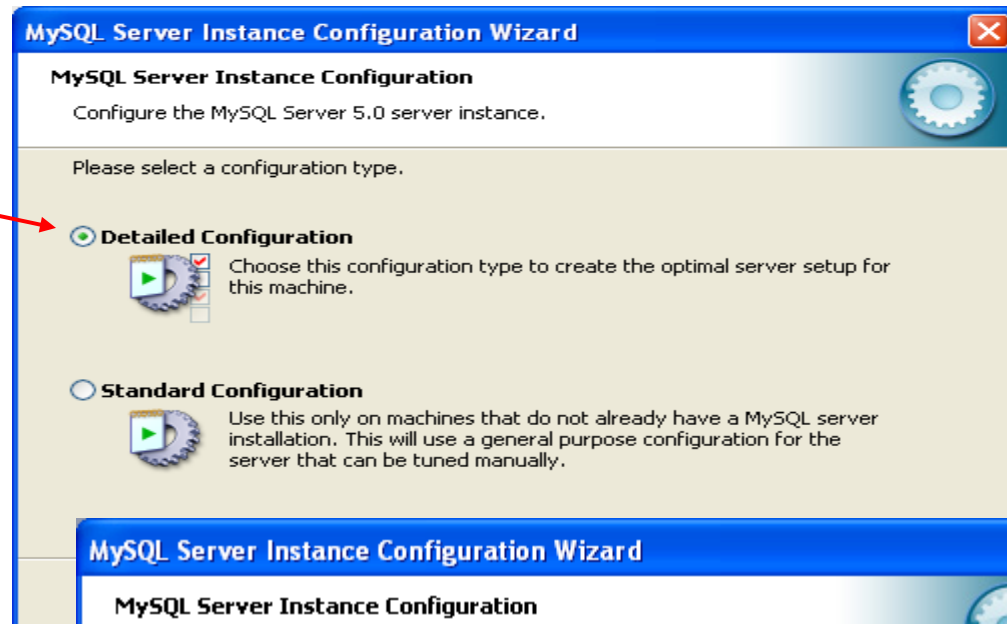 MySQL Server Instance Configuration Wizard
MySQL Server Instance Configuration
Configure the MySQL Server 5.0 server instance.
Please select a configuration type.
Detailed Configuration
Choose this configuration type to create the optimal server setup for
this machine.
Standard Configuration
Use this only on machines that do not already have a MySQL server
installation. This will use a general purpose configuration for the
server that can be tuned manually.
MySQL Server Instance Configuration Wizard
MySQL Server Instance Configuration